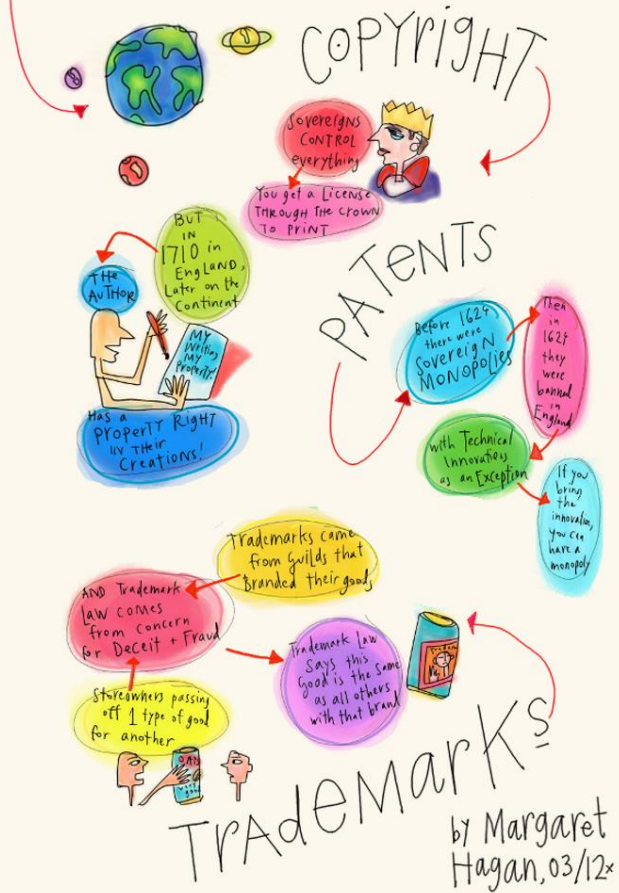 COPYRIGHT
Sovereigns
CONTROL
everything
You get a License
THROUGH THE CROWN
TO PRINT
BUT
IN
1710 in
ENGLAND,
Later on the
Continent
THE
AUTHOR
MY
Writing
MY
Property
Has a
PROPERTY RIGHT
IN THEIR
Creations!
PATENTS
Before 1624
there were
SOVEREIGN
MONOPOLIES
Then
in
1624
they
were
banned
in
England
with Technical
Innovations
as an Exception
If you
bring
the
innovation,
you can
have a
monopoly
Trademarks came
from Guilds that
Branded their goods
AND Trademark
LAW COMES
from concern
for Deceit + Fraud
Storeowners passing
off 1 type of good
for another
Trademark Law
Says this
Good is the same
as all others
with that brand
TRADEMARKS
by Margaret
Hagan, 03/12